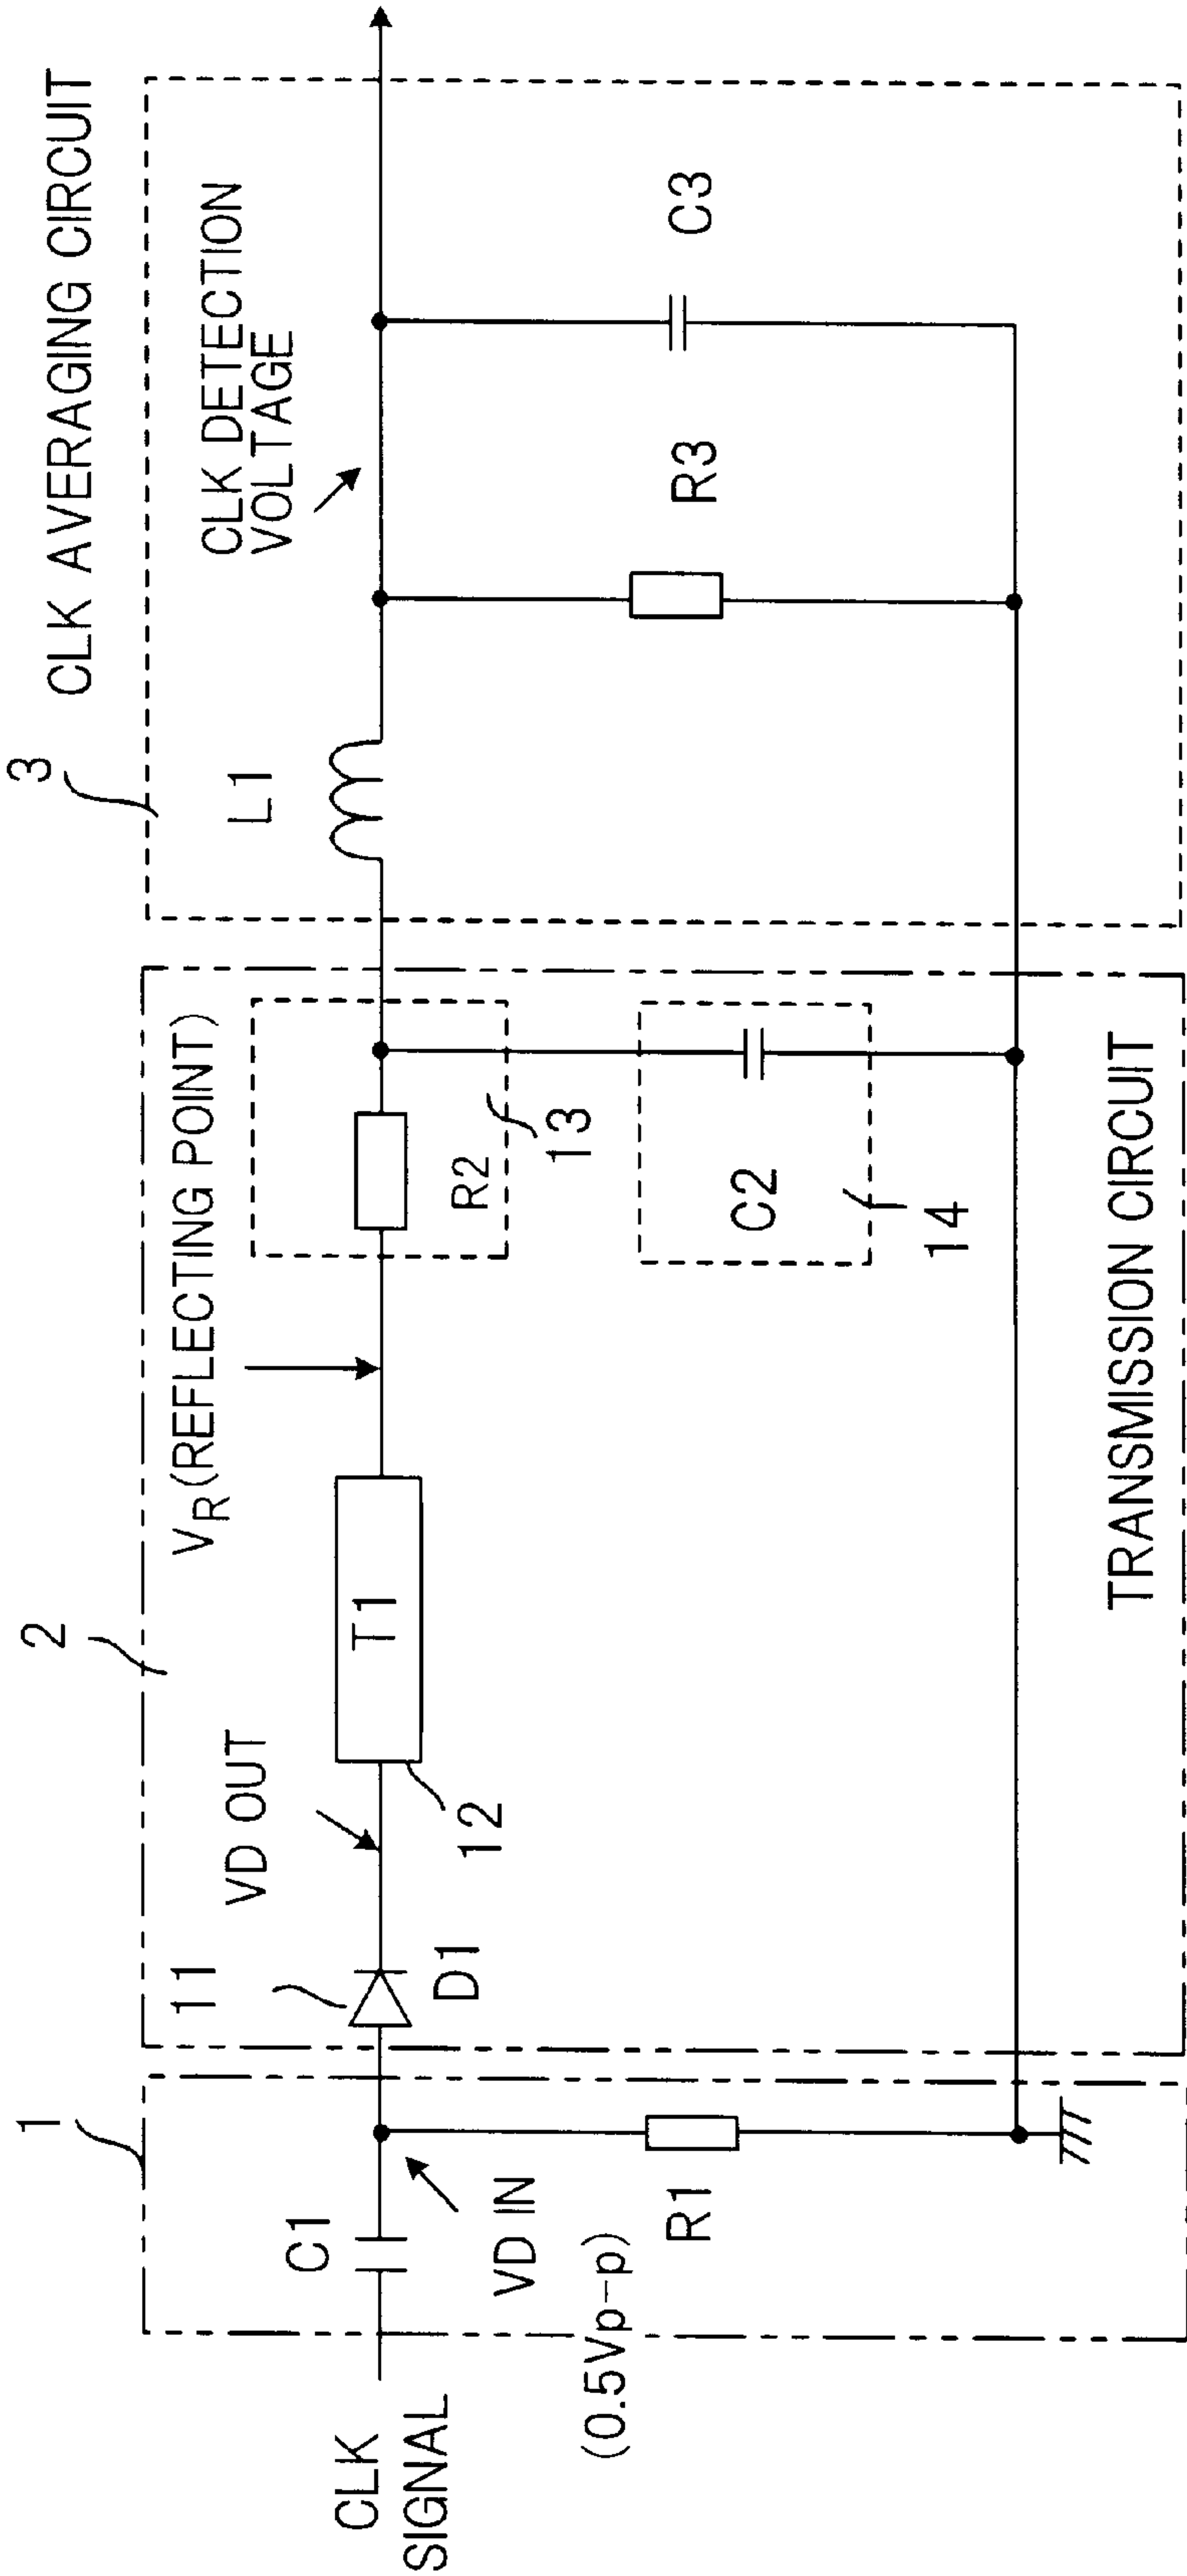 3
CLK AVERAGING CIRCUIT
2
1
VR(REFLECTING POINT)
CLK DETECTION
VOLTAGE
11
VD OUT
L1
C1
T1
CLK
SIGNAL
D1
12
R2
13
VD IN
(0.5Vp-p)
R1
R3
C3
C2
14
TRANSMISSION CIRCUIT